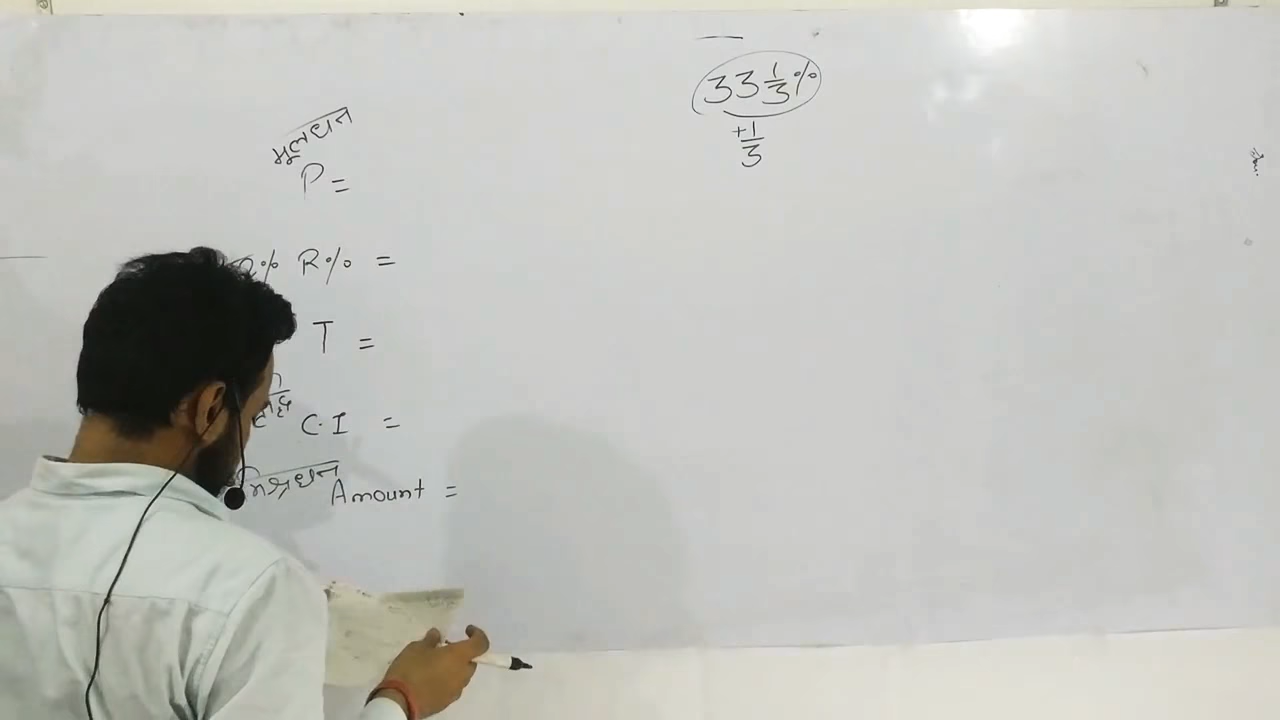 33 1/3 %
+1/3
मूलधन
P =
R% =
T =
C.I =
मिश्रधन Amount =